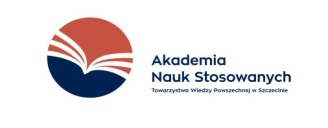 Akademia
Nauk Stosowanych
Towarzystwa Wiedzy Powszechnej w Szczecinie